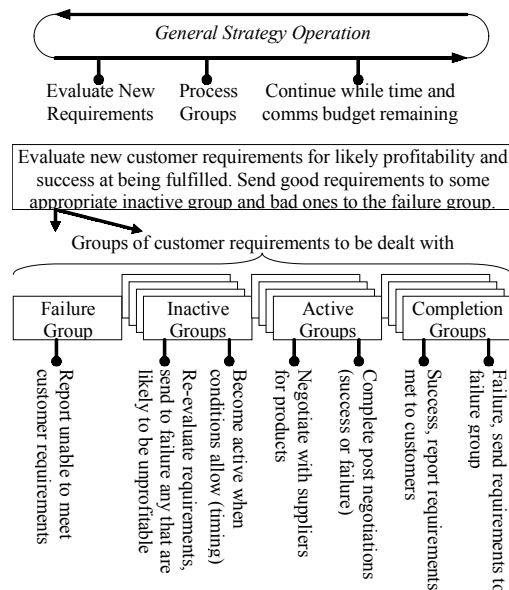 General Strategy Operation
Evaluate New
Requirements
Process
Groups
Continue while time and
comms budget remaining
Evaluate new customer requirements for likely profitability and
success at being fulfilled. Send good requirements to some
appropriate inactive group and bad ones to the failure group.
Groups of customer requirements to be dealt with
Failure
Group
Inactive
Groups
Active
Groups
Completion
Groups
Report unable to meet
customer requirements
Re-evaluate requirements,
send to failure any that are
likely to be unprofitable
Become active when
conditions allow (timing)
Negotiate with suppliers
for products
Complete post negotiations
(success or failure)
Success, report requirements
met to customers
Failure, send requirements to
failure group